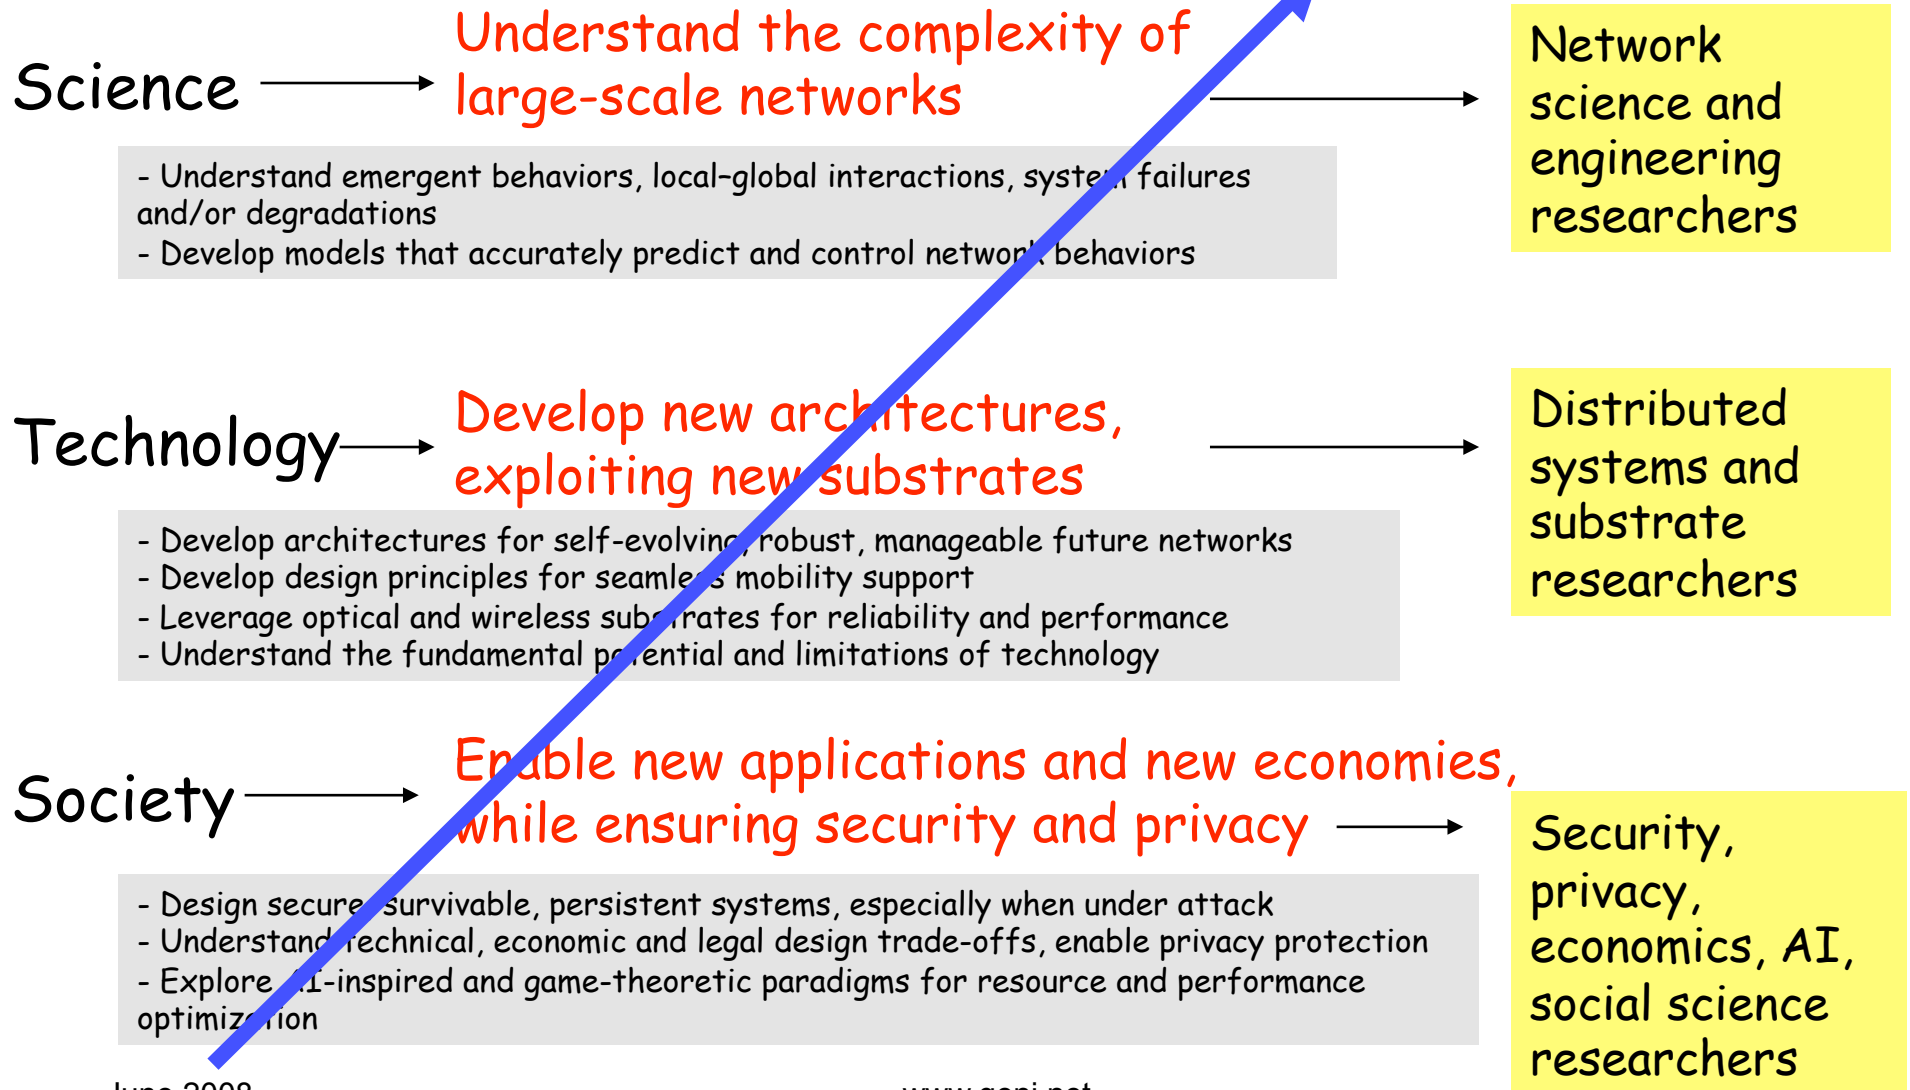 Understand the complexity of
large-scale networks
Science
- Understand emergent behaviors, local–global interactions, system failures
and/or degradations
- Develop models that accurately predict and control network behaviors
Network
science and
engineering
researchers
Technology
Develop new architectures,
exploiting new substrates
- Develop architectures for self-evolving, robust, manageable future networks
- Develop design principles for seamless mobility support
- Leverage optical and wireless substrates for reliability and performance
- Understand the fundamental potential and limitations of technology
Distributed
systems and
substrate
researchers
Society
Enable new applications and new economies,
while ensuring security and privacy
- Design secure, survivable, persistent systems, especially when under attack
- Understand technical, economic and legal design trade-offs, enable privacy protection
- Explore AI-inspired and game-theoretic paradigms for resource and performance
optimization
Security,
privacy,
economics, AI,
social science
researchers
June 2008
www.geni.net